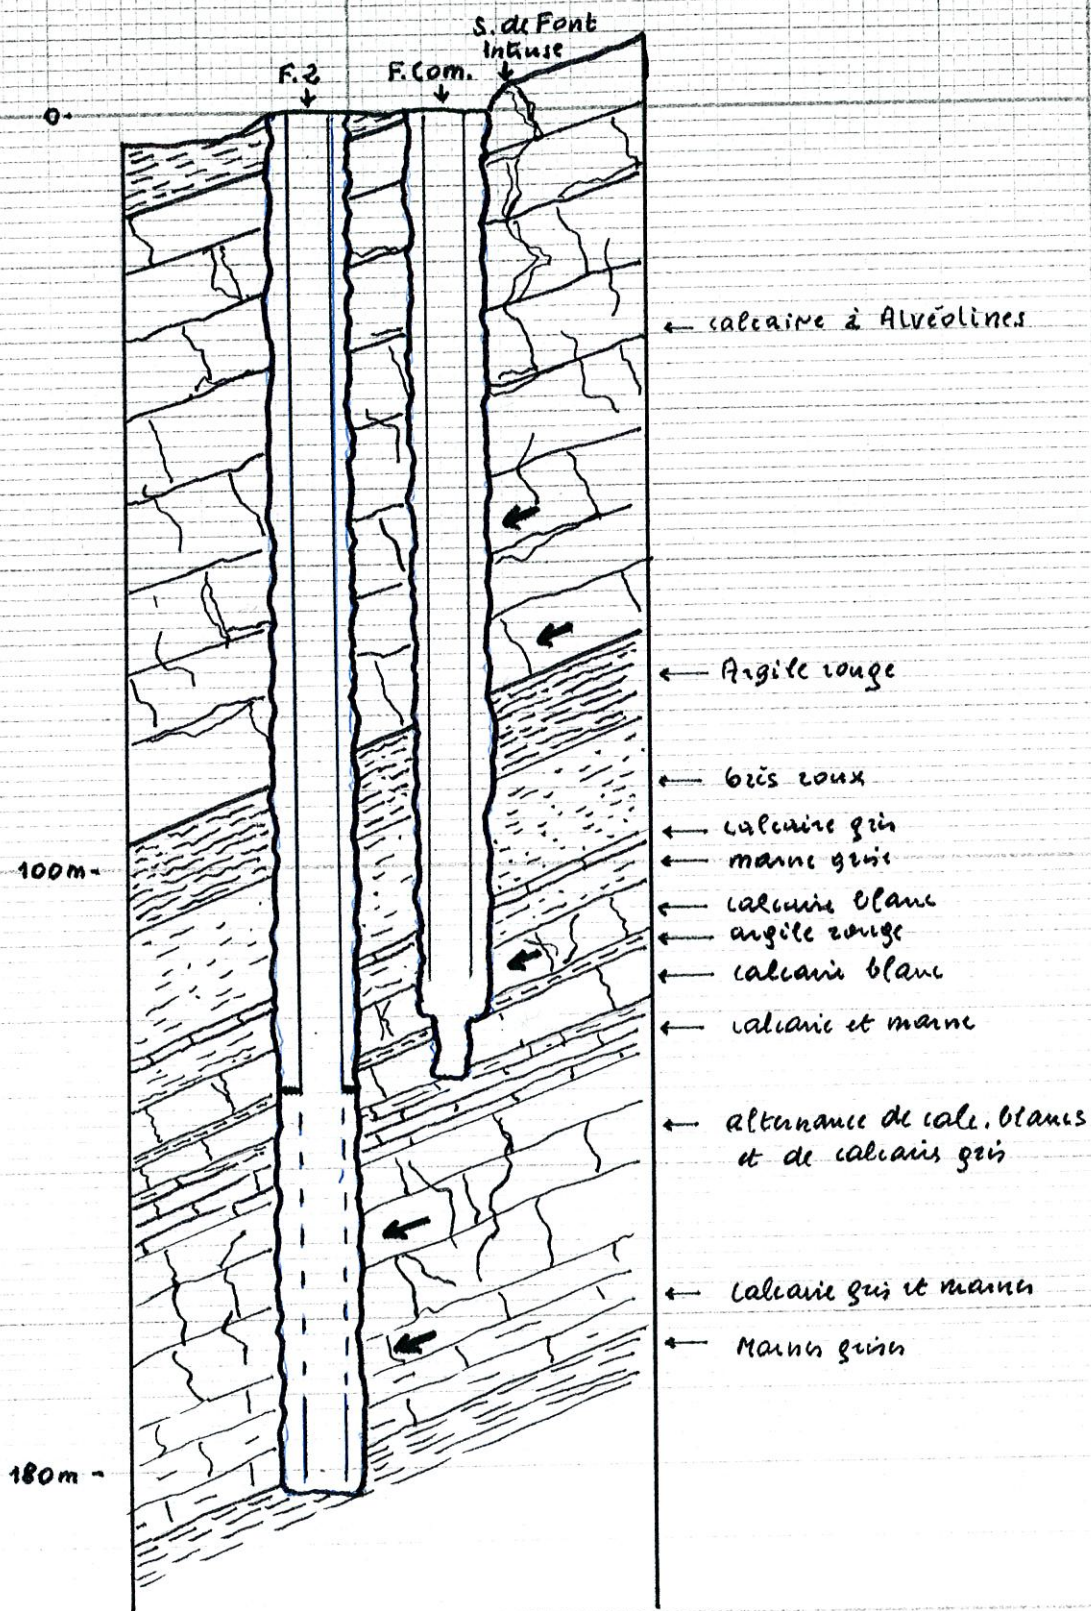 S. de Font
Intruse
F.2
F.Com.
0-
calcaire à Alvéolines
Argile rouge
Grès roux
calcaire gris
marne grise
100m-
calcaire blanc
argile rouge
calcaire blanc
calcaire et marne
alternance de calc. blancs
et de calcaires gris
calcaire gris et marnes
Marnes grises
180m -